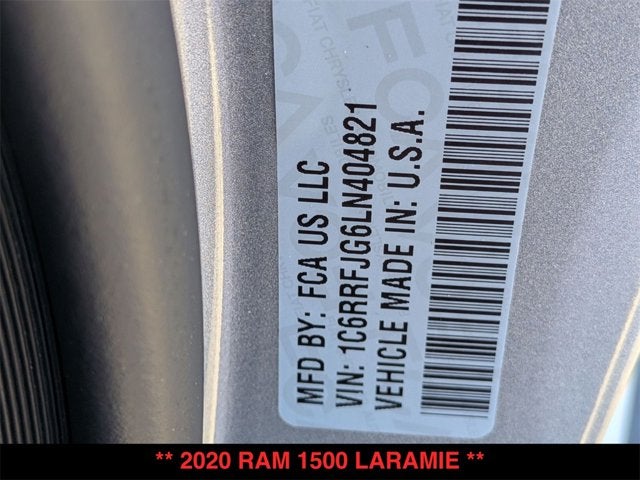 MFD BY: FCA US LLC
VIN: 1C6RRFJG6LN404821
VEHICLE MADE IN: U.S.A.
** 2020 RAM 1500 LARAMIE **